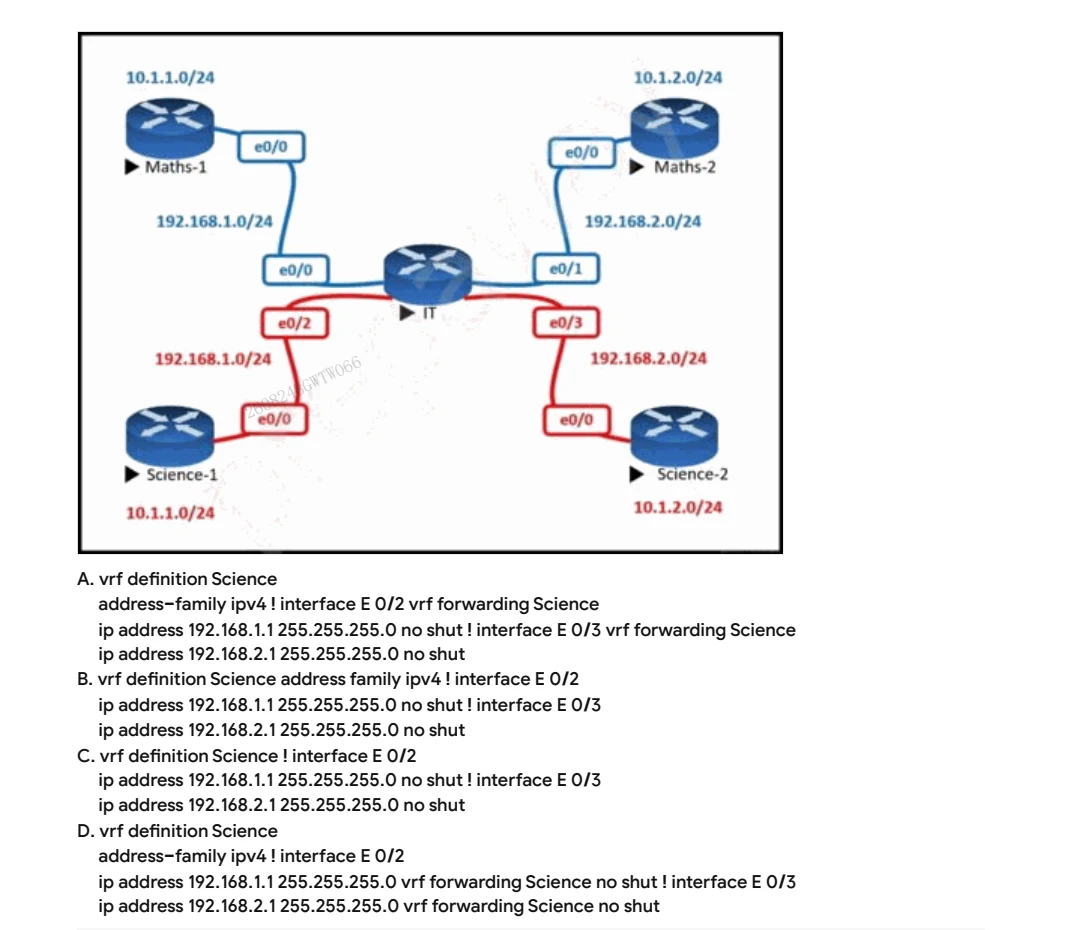 10.1.1.0/24
10.1.2.0/24
e0/0
e0/0
Maths-1
Maths-2
192.168.1.0/24
192.168.2.0/24
e0/0
e0/1
IT
e0/2
e0/3
192.168.1.0/24
192.168.2.0/24
e0/0
e0/0
Science-1
Science-2
10.1.1.0/24
10.1.2.0/24
A. vrf definition Science
address-family ipv4 ! interface E 0/2 vrf forwarding Science
ip address 192.168.1.1 255.255.255.0 no shut ! interface E 0/3 vrf forwarding Science
ip address 192.168.2.1 255.255.255.0 no shut
B. vrf definition Science address family ipv4 ! interface E 0/2
ip address 192.168.1.1 255.255.255.0 no shut ! interface E 0/3
ip address 192.168.2.1 255.255.255.0 no shut
C. vrf definition Science ! interface E 0/2
ip address 192.168.1.1 255.255.255.0 no shut ! interface E 0/3
ip address 192.168.2.1 255.255.255.0 no shut
D. vrf definition Science
address-family ipv4 ! interface E 0/2
ip address 192.168.1.1 255.255.255.0 vrf forwarding Science no shut ! interface E 0/3
ip address 192.168.2.1 255.255.255.0 vrf forwarding Science no shut